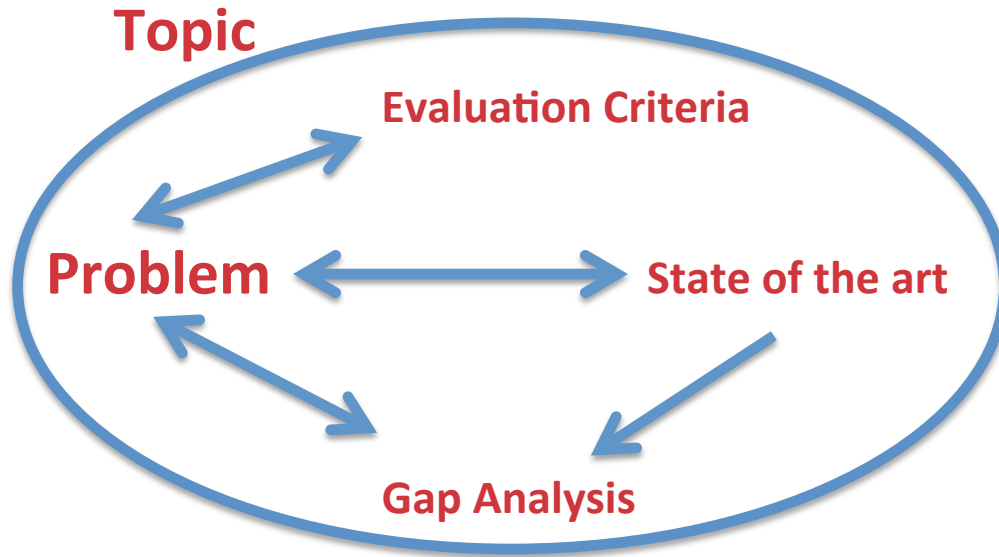 Topic
Evaluation Criteria
Problem
State of the art
Gap Analysis